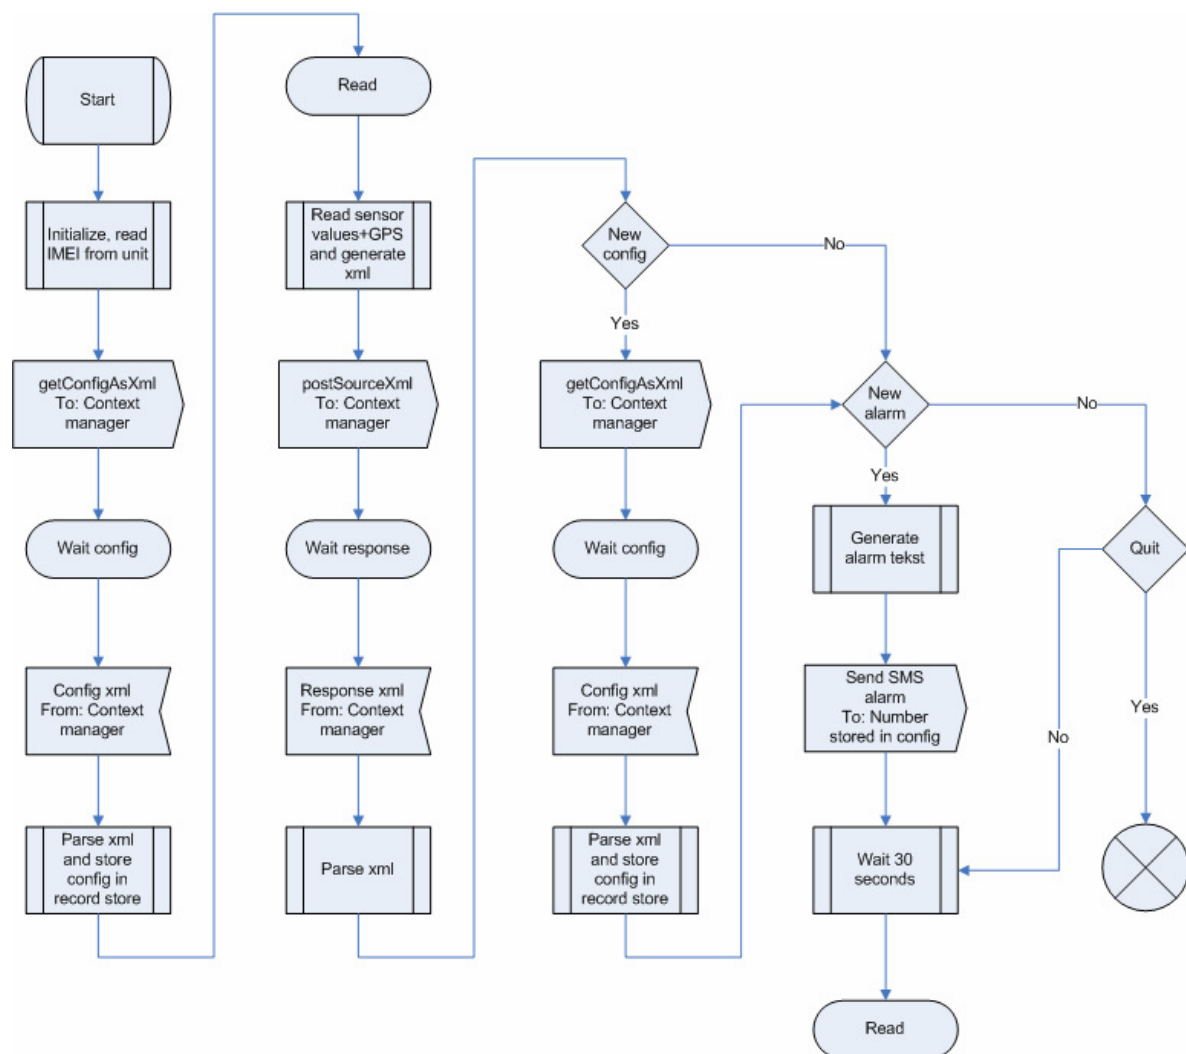 Start
Initialize, read
IMEI from unit
getConfigAsXml
To: Context
manager
Wait config
Config xml
From: Context
manager
Parse xml
and store
config in
record store
Read
Read sensor
values+GPS
and generate
xml
postSourceXml
To: Context
manager
Wait response
Response xml
From: Context
manager
Parse xml
New
config
No
Yes
getConfigAsXml
To: Context
manager
Wait config
Config xml
From: Context
manager
Parse xml
and store
config in
record store
New
alarm
No
Yes
Generate
alarm tekst
Send SMS
alarm
To: Number
stored in config
Wait 30
seconds
Read
Quit
No
Yes